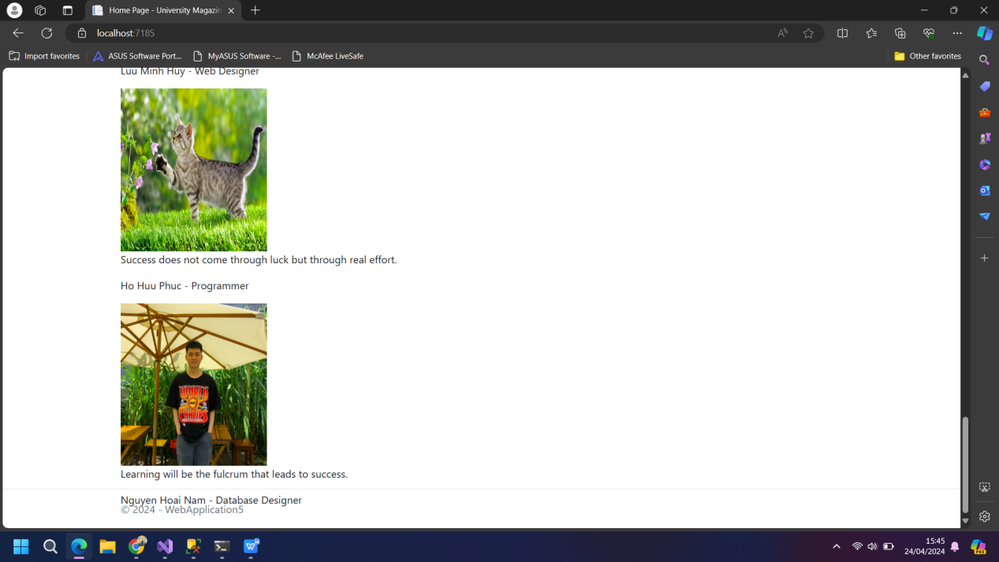 Home Page - University Magazin
localhost:7185
Import favorites
ASUS Software Port...
MyASUS Software -...
McAfee LiveSafe
Other favorites
Luu Minh Huy - Web Designer
Success does not come through luck but through real effort.
Ho Huu Phuc - Programmer
WORLD
Learning will be the fulcrum that leads to success.
Nguyen Hoai Nam - Database Designer
© 2024 - WebApplication5
15:45
24/04/2024
PRE